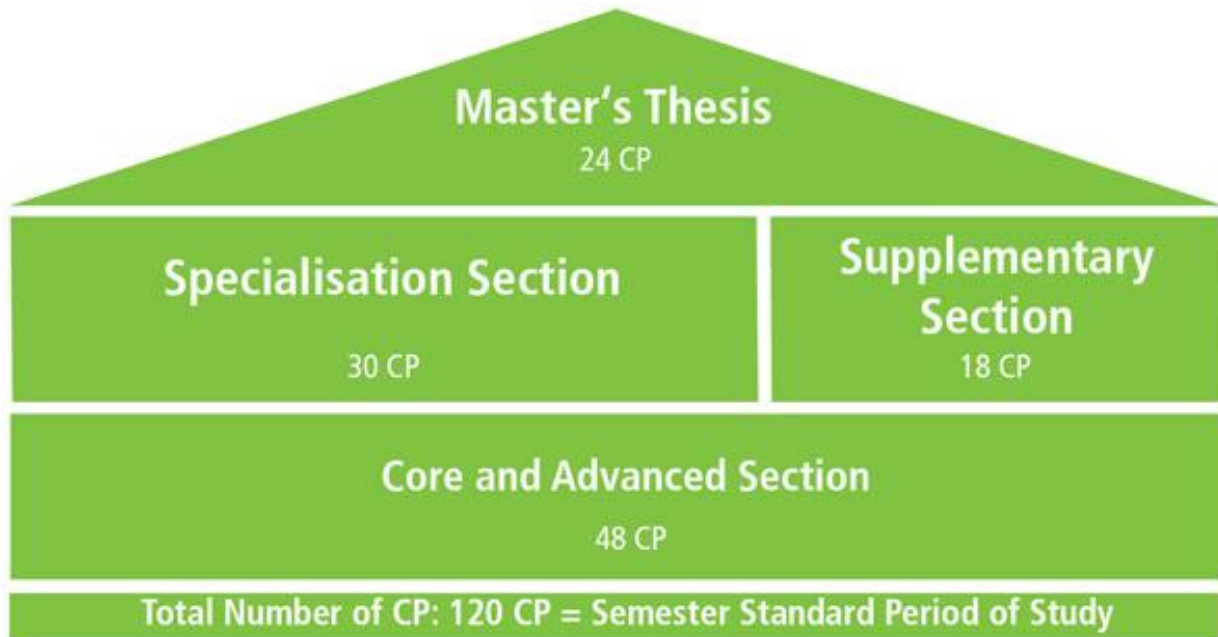 Master‘s Thesis
24 CP
Specialisation Section
30 CP
Supplementary
Section
18 CP
Core and Advanced Section
48 CP
Total Number of CP: 120 CP = Semester Standard Period of Study